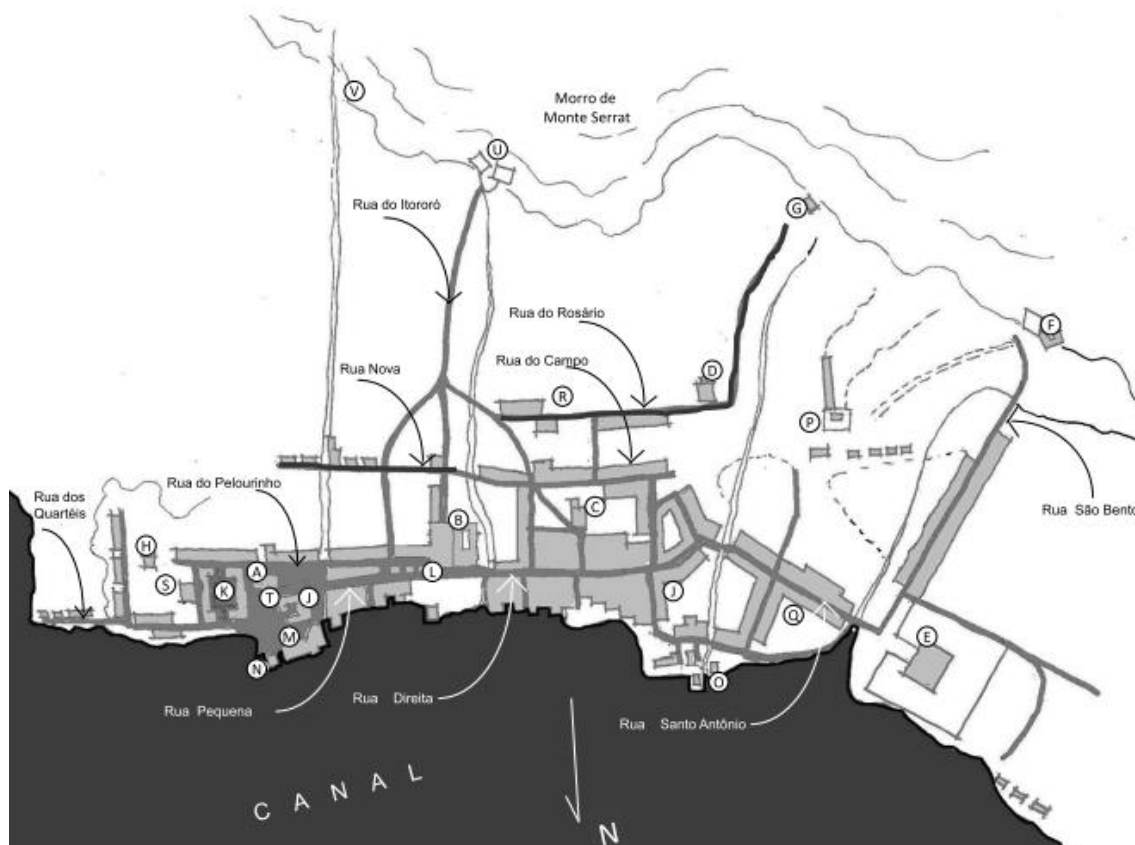 V
Morro de
Monte Serrat
U
Rua do Itororó
G
Rua do Rosário
F
Rua do Campo
Rua Nova
D
R
P
Rua dos
Quartéis
Rua do Pelourinho
C
B
Rua São Bento
H
A
L
S
K
T
J
J
Q
M
E
N
O
Rua Pequena
Rua Direita
Rua Santo Antônio
CANAL
N